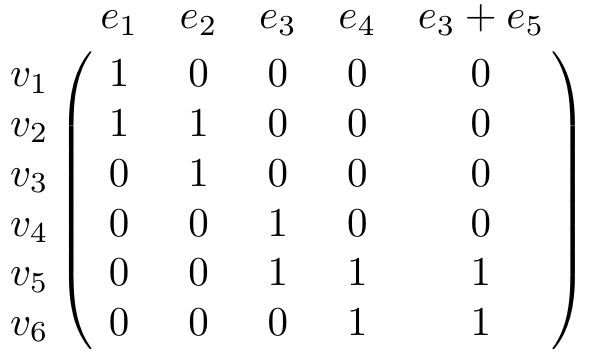 e₁ e₂ e₃ e₄ e₃ + e₅
v₁ 1 0 0 0 0
v₂ 1 1 0 0 0
v₃ 0 1 0 0 0
v₄ 0 0 1 0 0
v₅ 0 0 1 1 1
v₆ 0 0 0 1 1